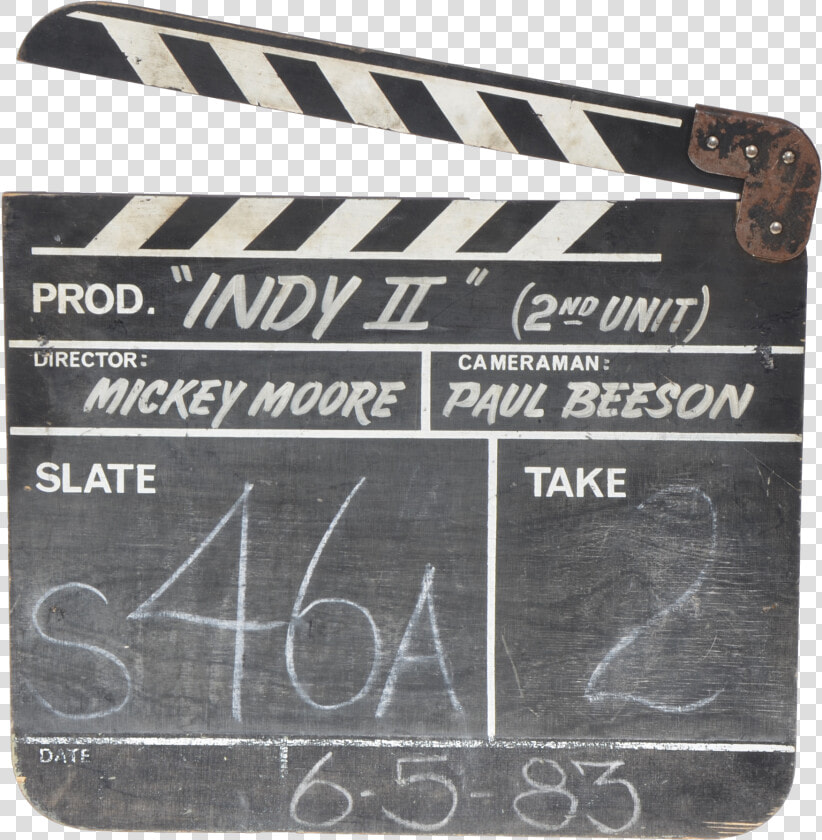 PROD. "INDY II" (2ND UNIT)
DIRECTOR: CAMERAMAN:
MICKEY MOORE PAUL BEESON
SLATE TAKE
S46A 2
DATE 6-5-83